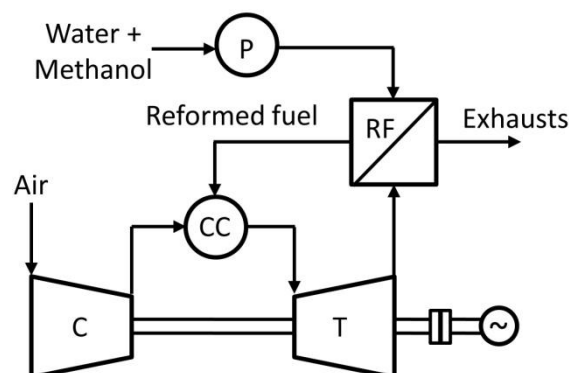 Water +
Methanol
P
Reformed fuel
RF
Exhausts
Air
CC
C
T
~